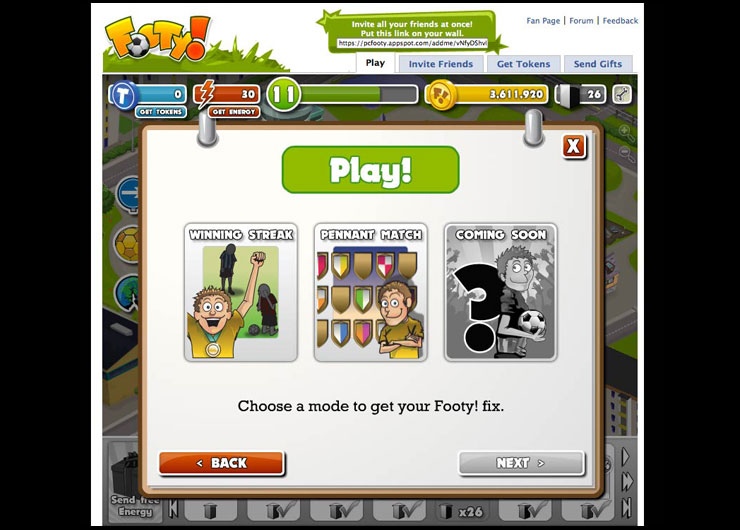 FOOTY!
Invite all your friends at once!
Put this link on your wall.
https://pcfooty.appspot.com/addme/vNfyDShvl
Fan Page | Forum | Feedback
Play
Invite Friends
Get Tokens
Send Gifts
T
0
GET TOKENS
30
GET ENERGY
11
3,611,920
26
X
Play!
WINNING STREAK
PENNANT MATCH
COMING SOON
?
Choose a mode to get your Footy! fix.
< BACK
NEXT >
Send free
Energy
x26